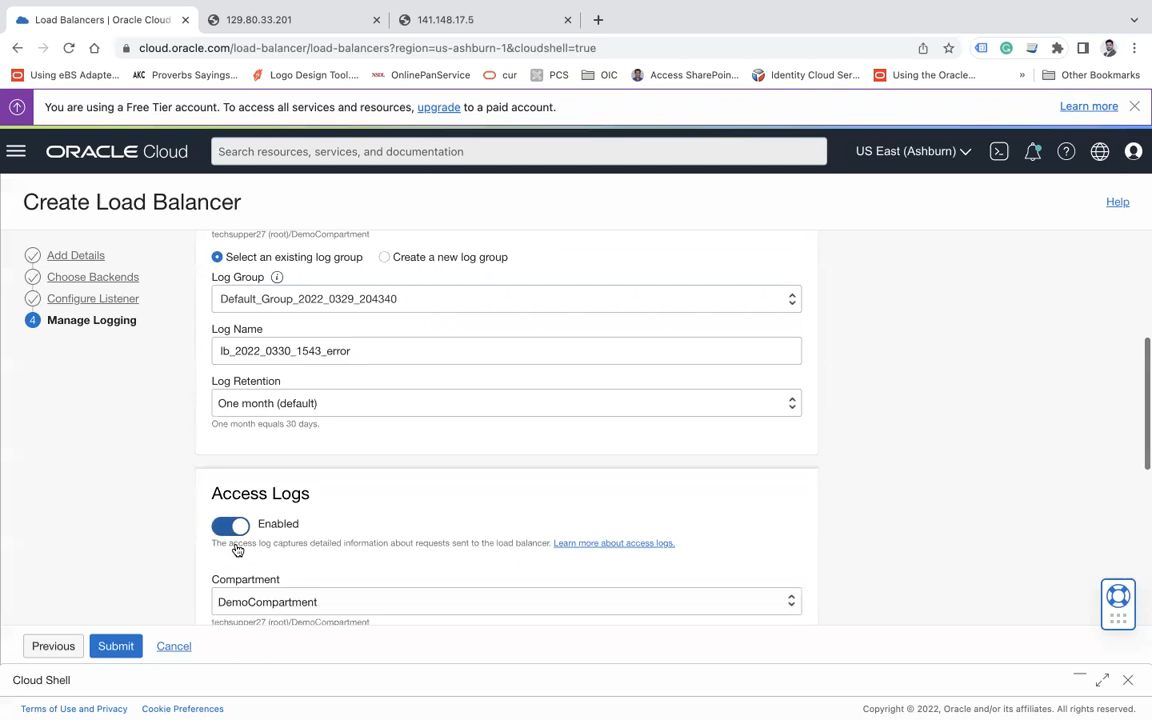 Load Balancers | Oracle Cloud
129.80.33.201
141.148.17.5
cloud.oracle.com/load-balancer/load-balancers?region=us-ashburn-1&cloudshell=true
Using eBS Adapte...
AKC Proverbs Sayings...
Logo Design Tool....
OnlinePanService
cur
PCS
OIC
Access SharePoin...
Identity Cloud Ser...
Using the Oracle...
»
Other Bookmarks
You are using a Free Tier account. To access all services and resources, upgrade to a paid account.
Learn more
ORACLE Cloud
Search resources, services, and documentation
US East (Ashburn)
Create Load Balancer
Help
Add Details
Choose Backends
Configure Listener
4 Manage Logging
techsupper27 (root)/DemoCompartment
Select an existing log group
Create a new log group
Log Group
Default_Group_2022_0329_204340
Log Name
lb_2022_0330_1543_error
Log Retention
One month (default)
One month equals 30 days.
Access Logs
Enabled
The access log captures detailed information about requests sent to the load balancer. Learn more about access logs.
Compartment
DemoCompartment
techsupper27 (root)/DemoCompartment
Previous
Submit
Cancel
Cloud Shell
Terms of Use and Privacy
Cookie Preferences
Copyright © 2022, Oracle and/or its affiliates. All rights reserved.